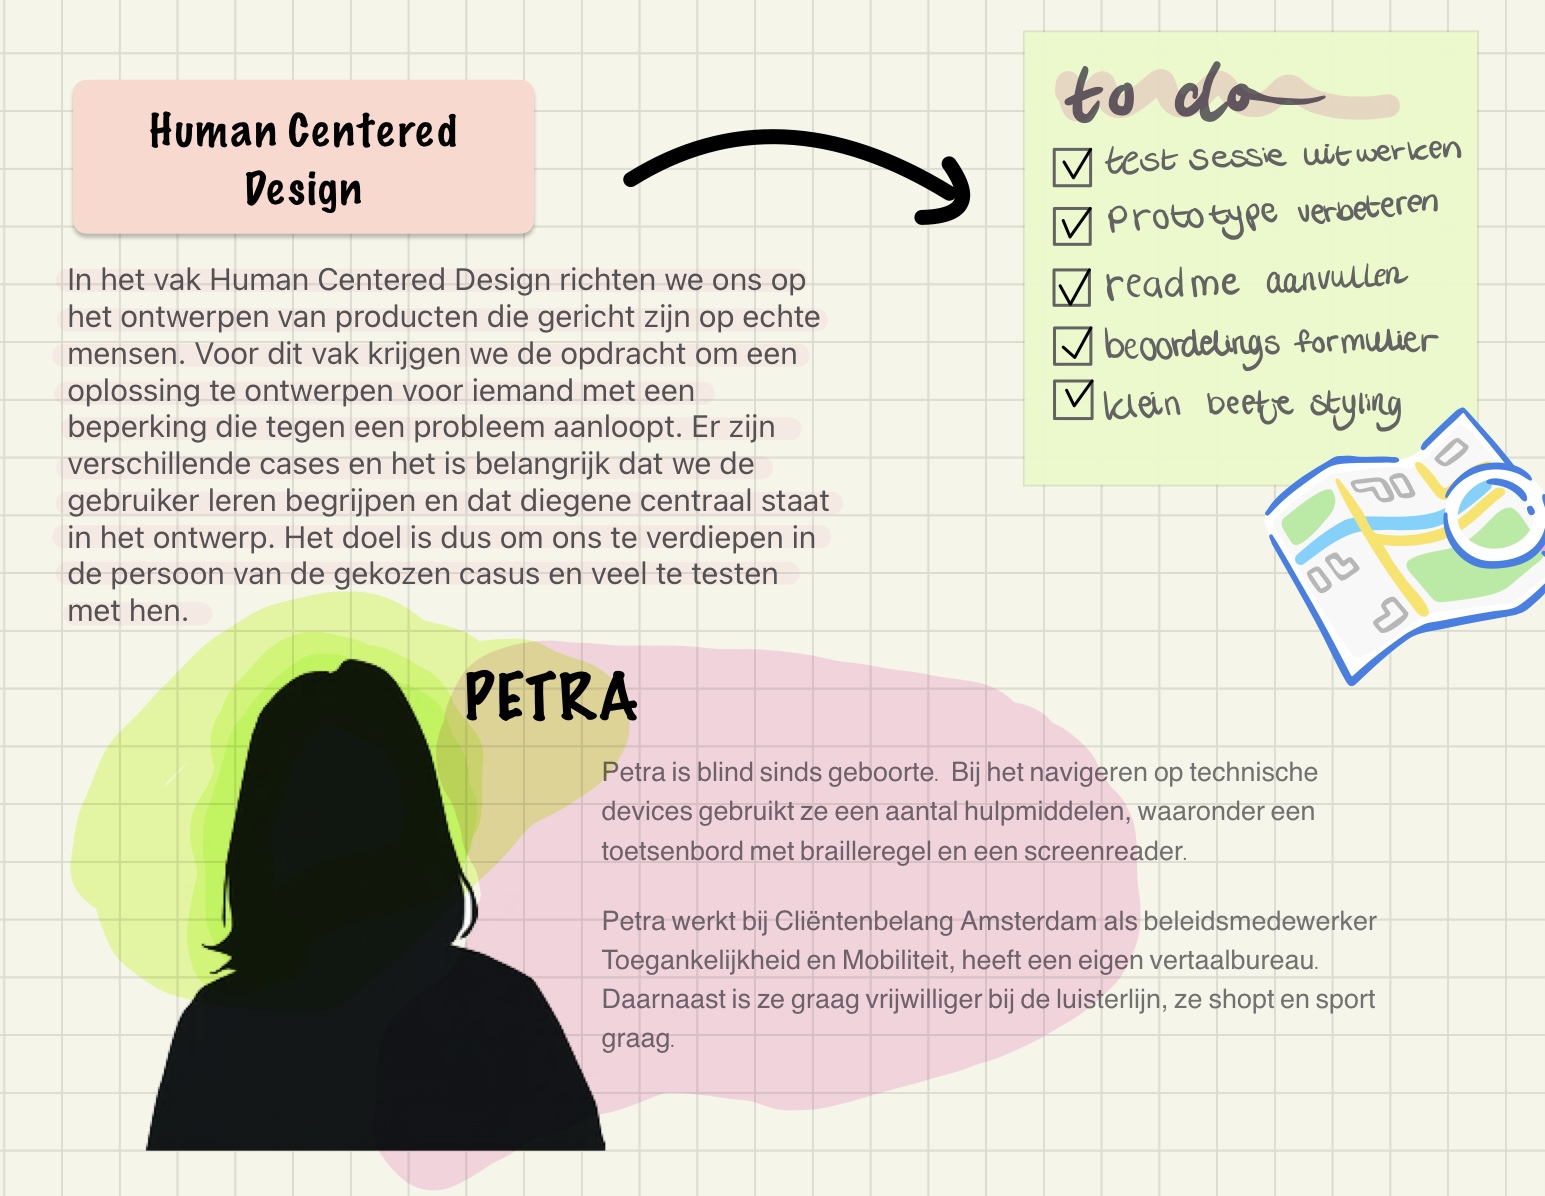 Human Centered
Design
In het vak Human Centered Design richten we ons op
het ontwerpen van producten die gericht zijn op echte
mensen. Voor dit vak krijgen we de opdracht om een
oplossing te ontwerpen voor iemand met een
beperking die tegen een probleem aanloopt. Er zijn
verschillende cases en het is belangrijk dat we de
gebruiker leren begrijpen en dat diegene centraal staat
in het ontwerp. Het doel is dus om ons te verdiepen in
de persoon van de gekozen casus en veel te testen
met hen.
to do
test sessie uitwerken
Prototype verbeteren
readme aanvullen
beoordelings formulier
klein beetje styling
PETRA
Petra is blind sinds geboorte.  Bij het navigeren op technische
devices gebruikt ze een aantal hulpmiddelen, waaronder een
toetsenbord met brailleregel en een screenreader.
Petra werkt bij Cliëntenbelang Amsterdam als beleidsmedewerker
Toegankelijkheid en Mobiliteit, heeft een eigen vertaalbureau.
Daarnaast is ze graag vrijwilliger bij de luisterlijn, ze shopt en sport
graag.